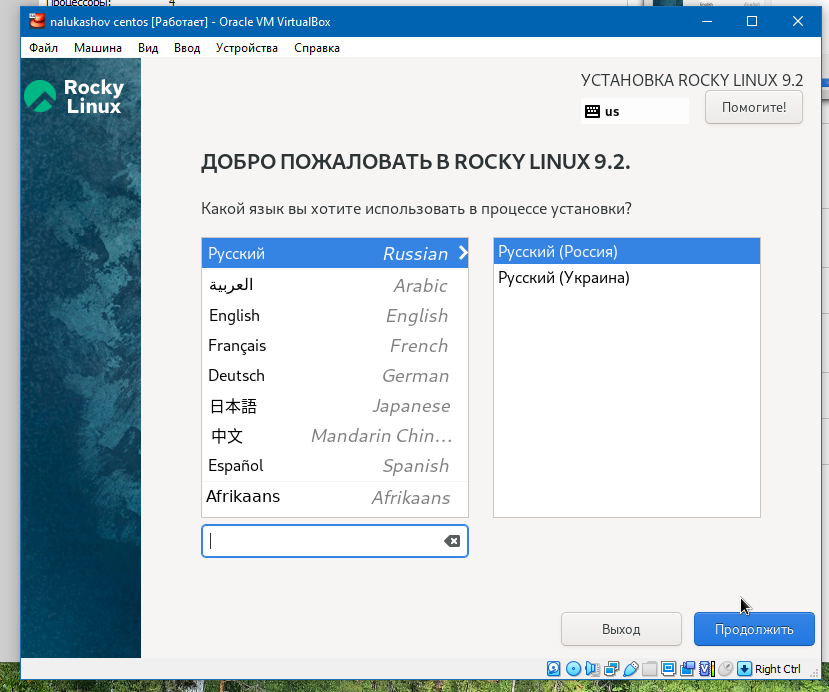 Процессоры: 4
nalukashov centos [Работает] - Oracle VM VirtualBox
Файл Машина Вид Ввод Устройства Справка
Rocky
Linux
УСТАНОВКА ROCKY LINUX 9.2
us
Помогите!
ДОБРО ПОЖАЛОВАТЬ В ROCKY LINUX 9.2.
Какой язык вы хотите использовать в процессе установки?
Русский Russian
العربية Arabic
English English
Français French
Deutsch German
日本語 Japanese
中文 Mandarin Chin…
Español Spanish
Afrikaans Afrikaans
Русский (Россия)
Русский (Украина)
Выход
Продолжить
Right Ctrl